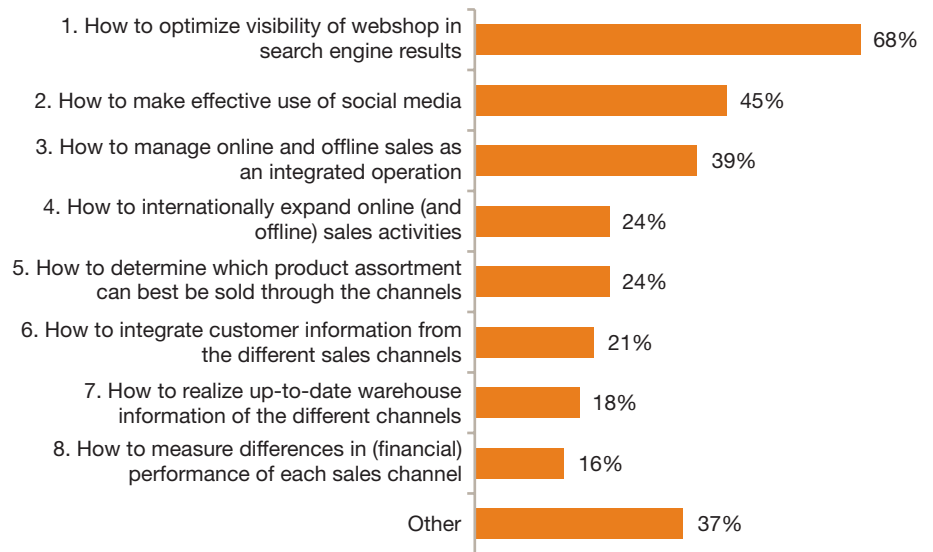 1. How to optimize visibility of webshop in
search engine results
68%
2. How to make effective use of social media
45%
3. How to manage online and offline sales as
an integrated operation
39%
4. How to internationally expand online (and
offline) sales activities
24%
5. How to determine which product assortment
can best be sold through the channels
24%
6. How to integrate customer information from
the different sales channels
21%
7. How to realize up-to-date warehouse
information of the different channels
18%
8. How to measure differences in (financial)
performance of each sales channel
16%
Other
37%